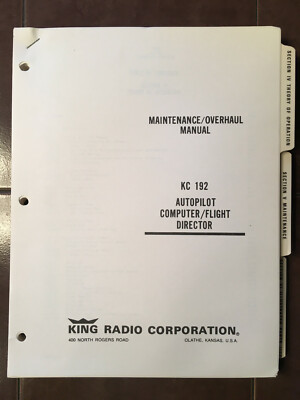 MAINTENANCE/OVERHAUL
MANUAL
KC 192
AUTOPILOT
COMPUTER/FLIGHT
DIRECTOR
KING RADIO CORPORATION®
400 NORTH ROGERS ROAD
OLATHE, KANSAS, U.S.A
SECTION IV THEORY OF OPERATION
SECTION V MAINTENANCE